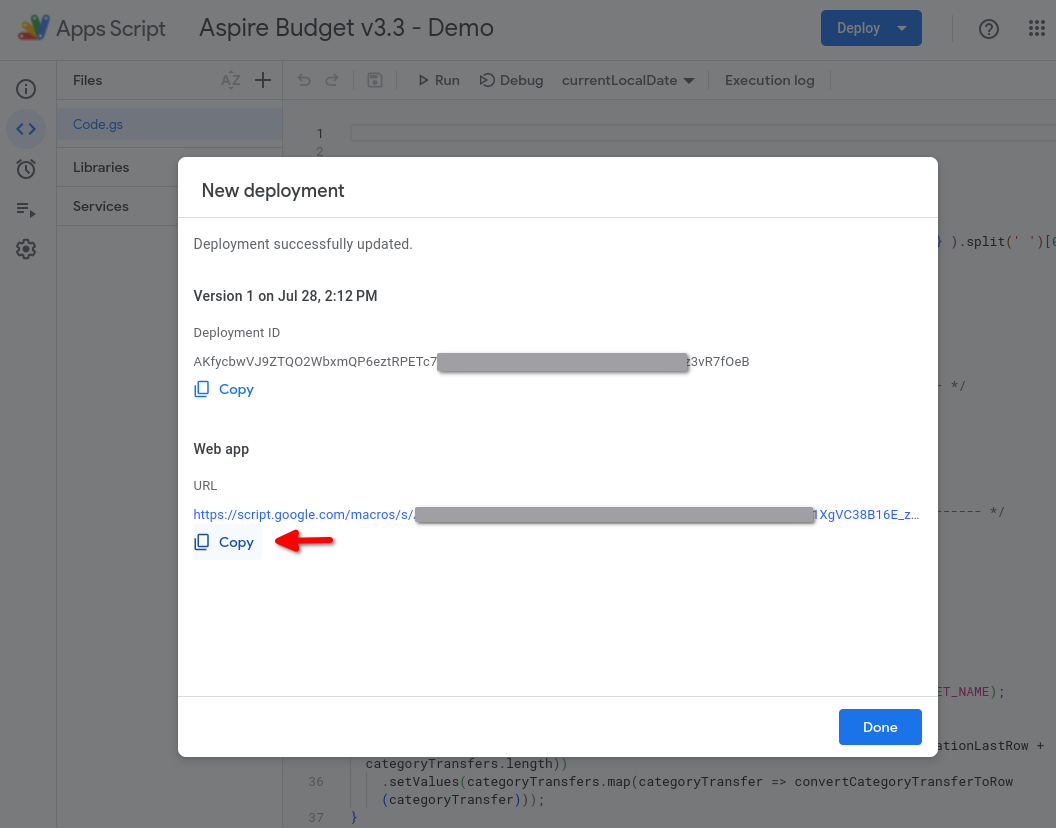 Apps Script Aspire Budget v3.3 - Demo Deploy
Files AZ Run Debug currentLocalDate Execution log
Code.gs
1
2
Libraries
Services
New deployment
Deployment successfully updated.
} ).split(' ')[
Version 1 on Jul 28, 2:12 PM
Deployment ID
AKfycbwVJ9ZTQO2WbxmQP6eztRPETc7 z3vR7fOeB
- */
Copy
Web app
URL
https://script.google.com/macros/s/ 1XgVC38B16E_z…
------ */
Copy
ET_NAME);
Done
ationLastRow +
categoryTransfers.length))
36 .setValues(categoryTransfers.map(categoryTransfer => convertCategoryTransferToRow
(categoryTransfer)));
37 }